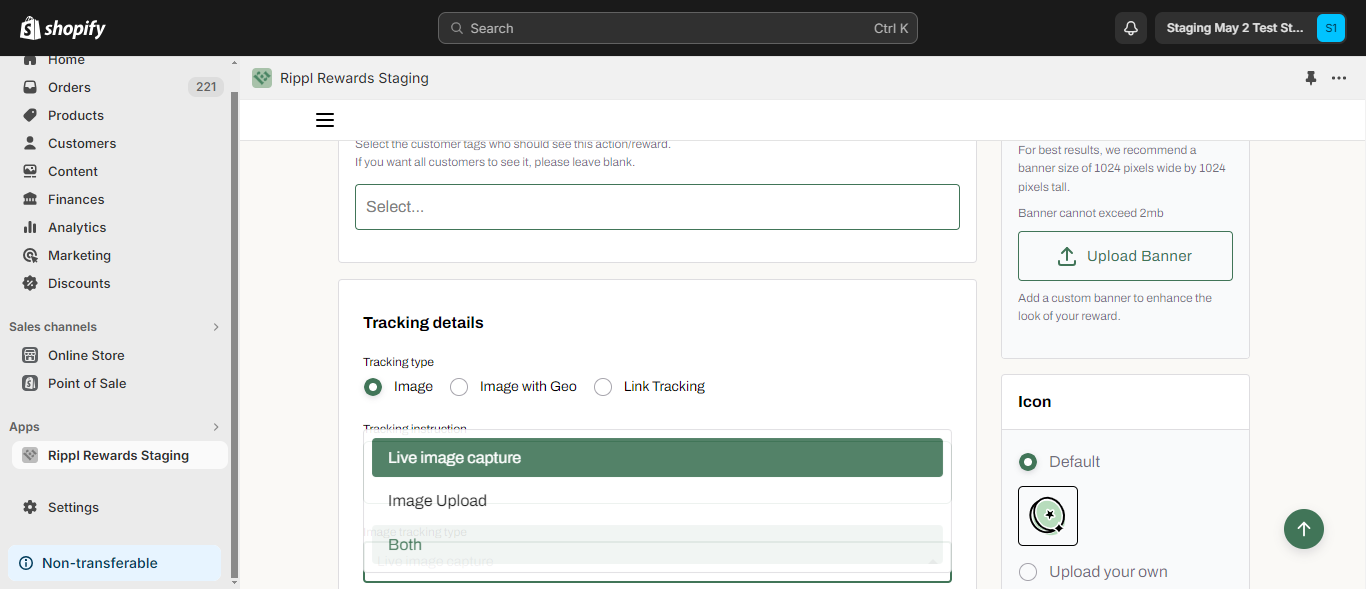 shopify
Search
Ctrl K
Staging May 2 Test St...
S1
Home
Orders
221
Products
Customers
Content
Finances
Analytics
Marketing
Discounts
Sales channels
Online Store
Point of Sale
Apps
Rippl Rewards Staging
Settings
Non-transferable
Rippl Rewards Staging
Select the customer tags who should see this action/reward.
If you want all customers to see it, please leave blank.
Select...
Tracking details
Tracking type
Image
Image with Geo
Link Tracking
Tracking instruction
Live image capture
Image Upload
Image tracking type
Both
Live image capture
For best results, we recommend a
banner size of 1024 pixels wide by 1024
pixels tall.
Banner cannot exceed 2mb
Upload Banner
Add a custom banner to enhance the
look of your reward.
Icon
Default
Upload your own